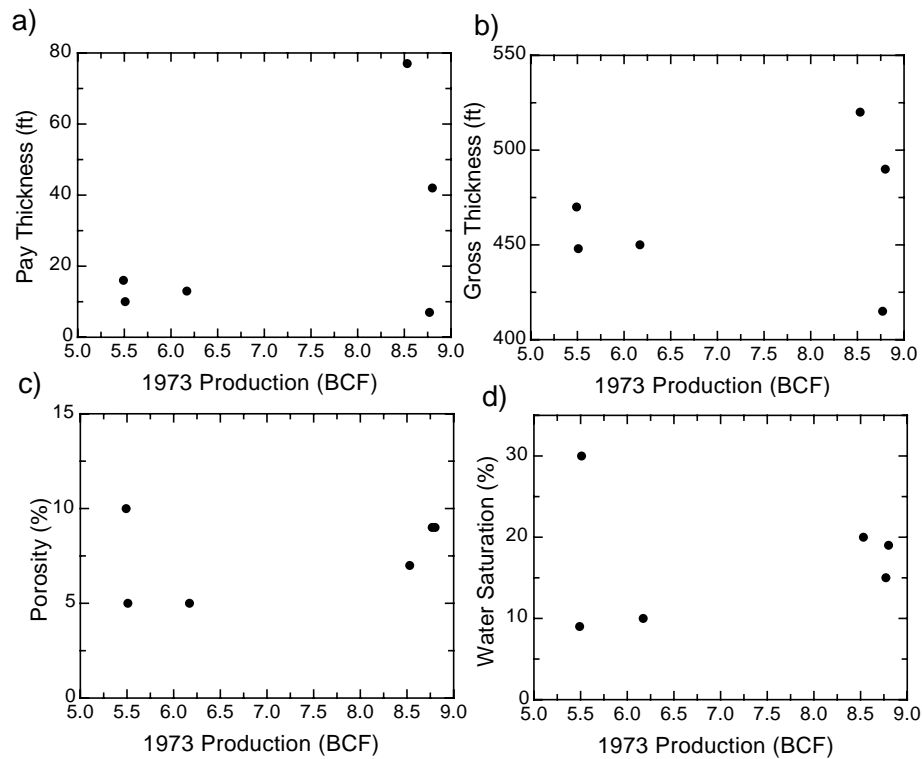 a)
80
60
40
20
0
Pay Thickness (ft)
5.0 5.5 6.0 6.5 7.0 7.5 8.0 8.5 9.0
1973 Production (BCF)
b)
550
500
450
400
Gross Thickness (ft)
5.0 5.5 6.0 6.5 7.0 7.5 8.0 8.5 9.0
1973 Production (BCF)
c)
15
10
5
0
Porosity (%)
5.0 5.5 6.0 6.5 7.0 7.5 8.0 8.5 9.0
1973 Production (BCF)
d)
30
20
10
0
Water Saturation (%)
5.0 5.5 6.0 6.5 7.0 7.5 8.0 8.5 9.0
1973 Production (BCF)